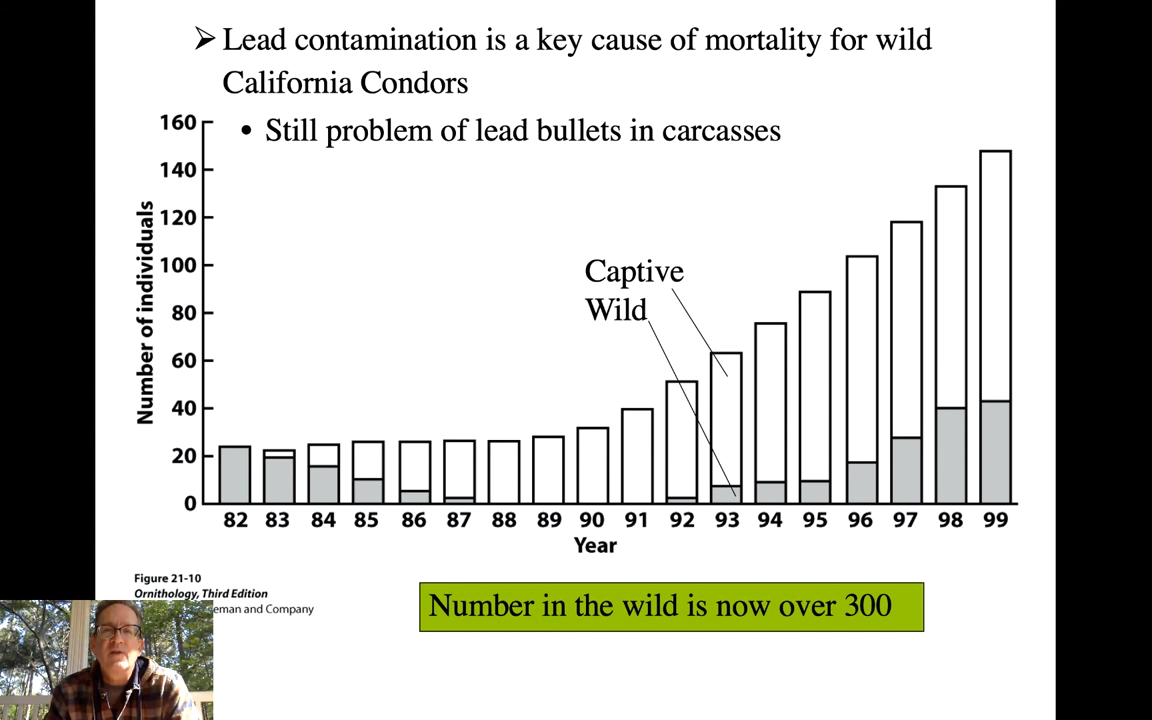 Lead contamination is a key cause of mortality for wild
California Condors
• Still problem of lead bullets in carcasses
160
140
120
100
80
60
40
20
0
Number of individuals
Captive
Wild
82 83 84 85 86 87 88 89 90 91 92 93 94 95 96 97 98 99
Year
Figure 21-10
Ornithology, Third Edition
and Company
Number in the wild is now over 300